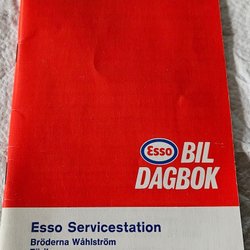 Esso BIL
DAGBOK
Esso Servicestation
Bröderna Wåhlström